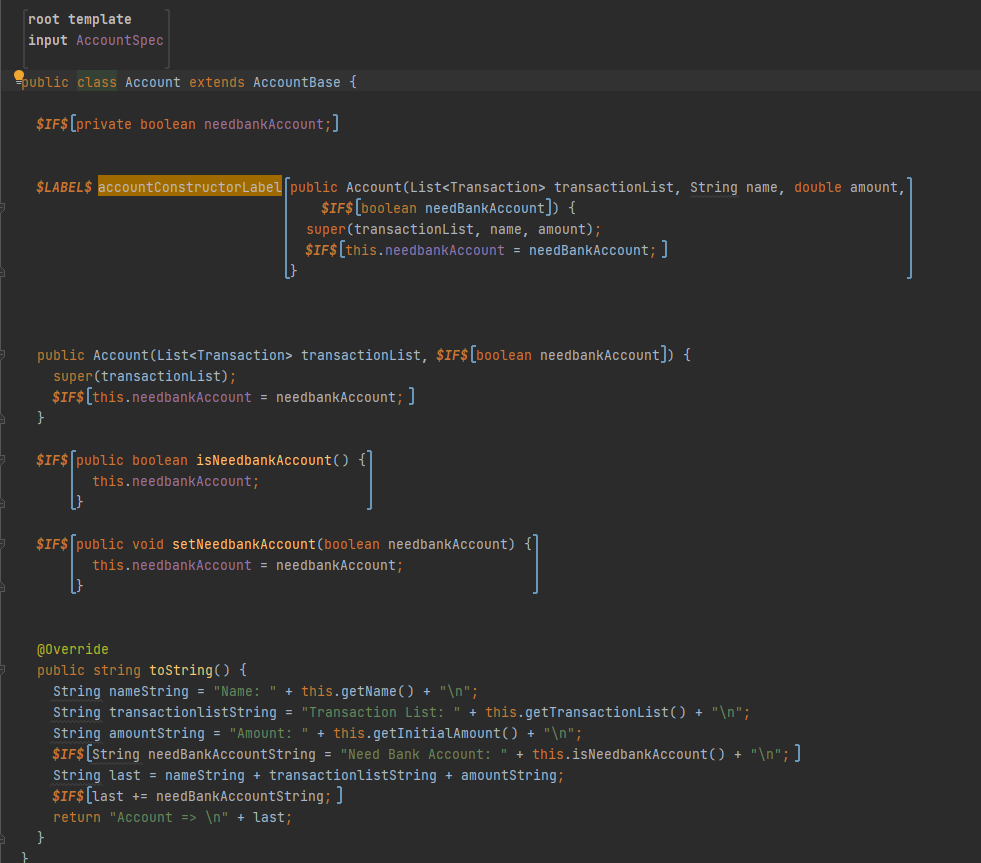 root template
input AccountSpec
public class Account extends AccountBase {
$IF$[private boolean needbankAccount;]
$LABEL$ accountConstructorLabel[public Account(List<Transaction> transactionList, String name, double amount,
$IF$[boolean needBankAccount]) {
super(transactionList, name, amount);
$IF$[this.needbankAccount = needBankAccount; ]
}]
public Account(List<Transaction> transactionList, $IF$[boolean needbankAccount]) {
super(transactionList);
$IF$[this.needbankAccount = needbankAccount; ]
}
$IF$[public boolean isNeedbankAccount() {
this.needbankAccount;
}]
$IF$[public void setNeedbankAccount(boolean needbankAccount) {
this.needbankAccount = needbankAccount;
}]
@Override
public string toString() {
String nameString = "Name: " + this.getName() + "\n";
String transactionlistString = "Transaction List: " + this.getTransactionList() + "\n";
String amountString = "Amount: " + this.getInitialAmount() + "\n";
$IF$[String needBankAccountString = "Need Bank Account: " + this.isNeedbankAccount() + "\n"; ]
String last = nameString + transactionlistString + amountString;
$IF$[last += needBankAccountString; ]
return "Account => \n" + last;
}
}